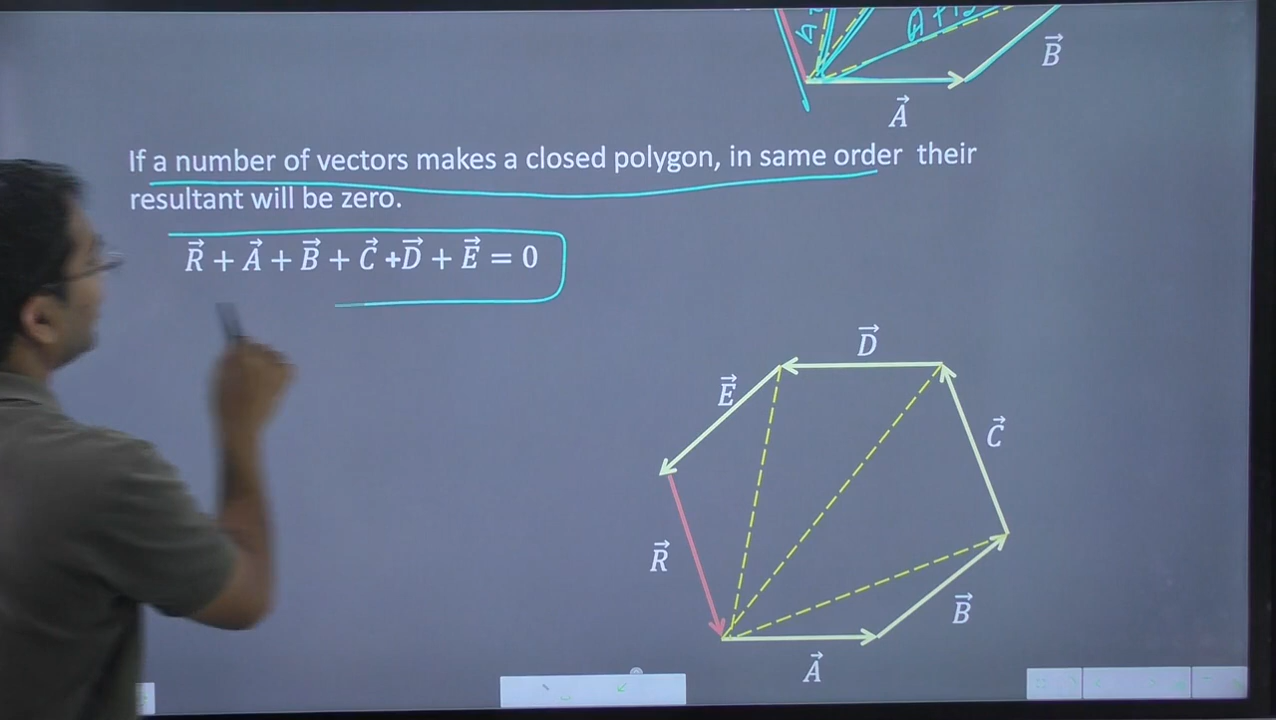 A+B
B⃗
A⃗
If a number of vectors makes a closed polygon, in same order their
resultant will be zero.
R⃗ + A⃗ + B⃗ + C⃗ +D⃗ + E⃗ = 0
D⃗
E⃗
C⃗
R⃗
B⃗
A⃗